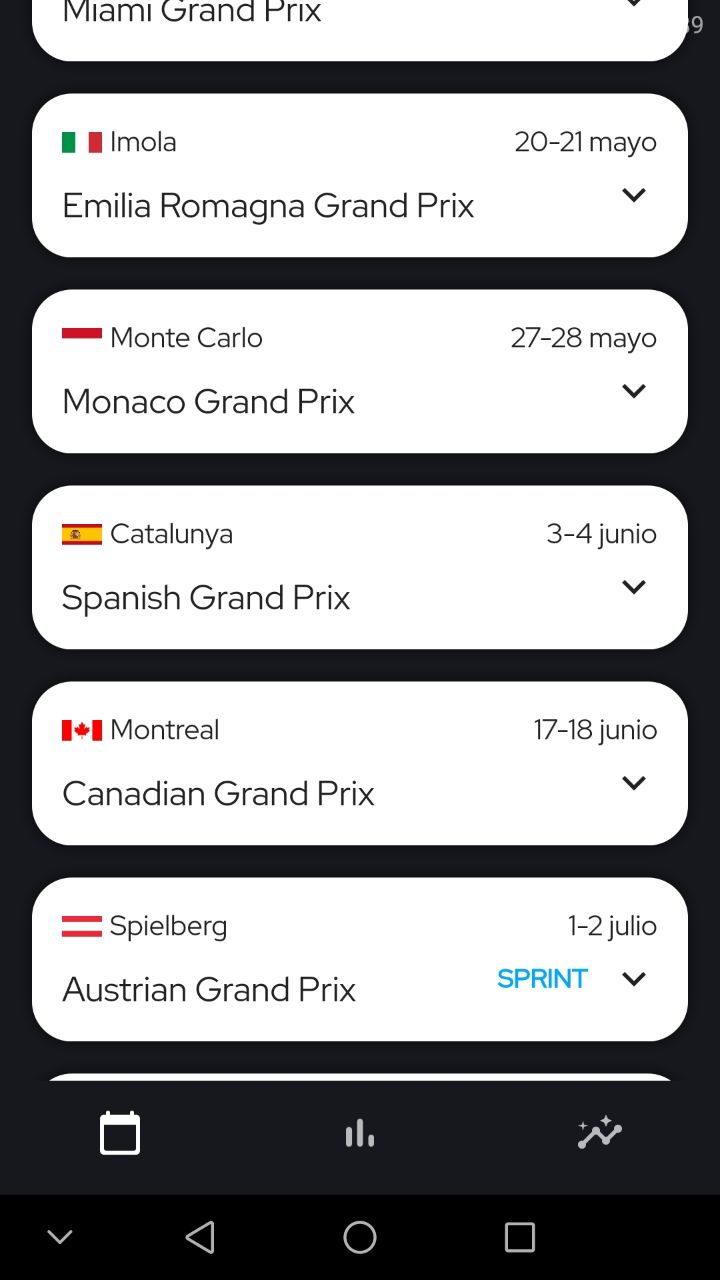 Miami Grand Prix
Imola 20-21 mayo
Emilia Romagna Grand Prix
Monte Carlo 27-28 mayo
Monaco Grand Prix
Catalunya 3-4 junio
Spanish Grand Prix
Montreal 17-18 junio
Canadian Grand Prix
Spielberg 1-2 julio
Austrian Grand Prix SPRINT